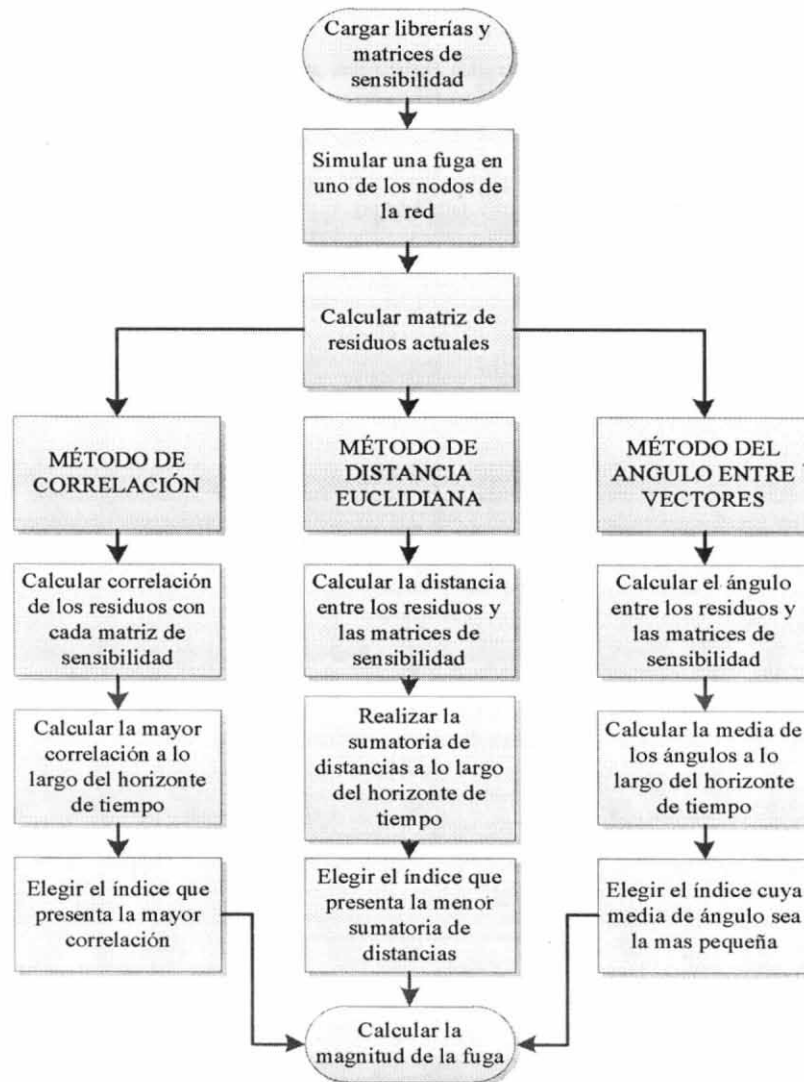 Cargar librerías y
matrices de
sensibilidad
Simular una fuga en
uno de los nodos de
la red
Calcular matriz de
residuos actuales
MÉTODO DE
CORRELACIÓN
Calcular correlación
de los residuos con
cada matriz de
sensibilidad
Calcular la mayor
correlación a lo
largo del horizonte
de tiempo
Elegir el índice que
presenta la mayor
correlación
MÉTODO DE
DISTANCIA
EUCLIDIANA
Calcular la distancia
entre los residuos y
las matrices de
sensibilidad
Realizar la
sumatoria de
distancias a lo largo
del horizonte de
tiempo
Elegir el índice que
presenta la menor
sumatoria de
distancias
MÉTODO DEL
ANGULO ENTRE
VECTORES
Calcular el ángulo
entre los residuos y
las matrices de
sensibilidad
Calcular la media de
los ángulos a lo
largo del horizonte
de tiempo
Elegir el índice cuya
media de ángulo sea
la mas pequeña
Calcular la
magnitud de la fuga